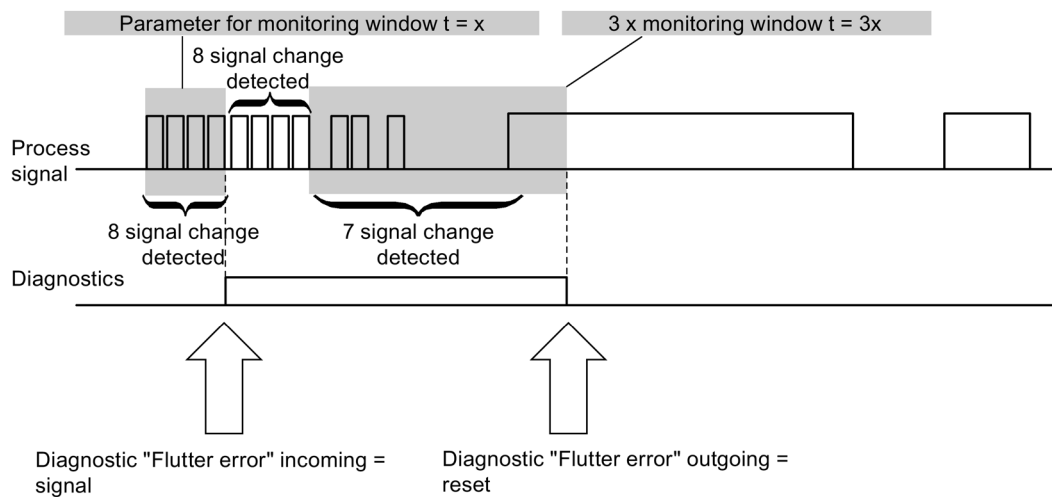 Parameter for monitoring window t = x
3 x monitoring window t = 3x
8 signal change
detected
Process
signal
8 signal change
detected
7 signal change
detected
Diagnostics
Diagnostic "Flutter error" incoming =
signal
Diagnostic "Flutter error" outgoing =
reset